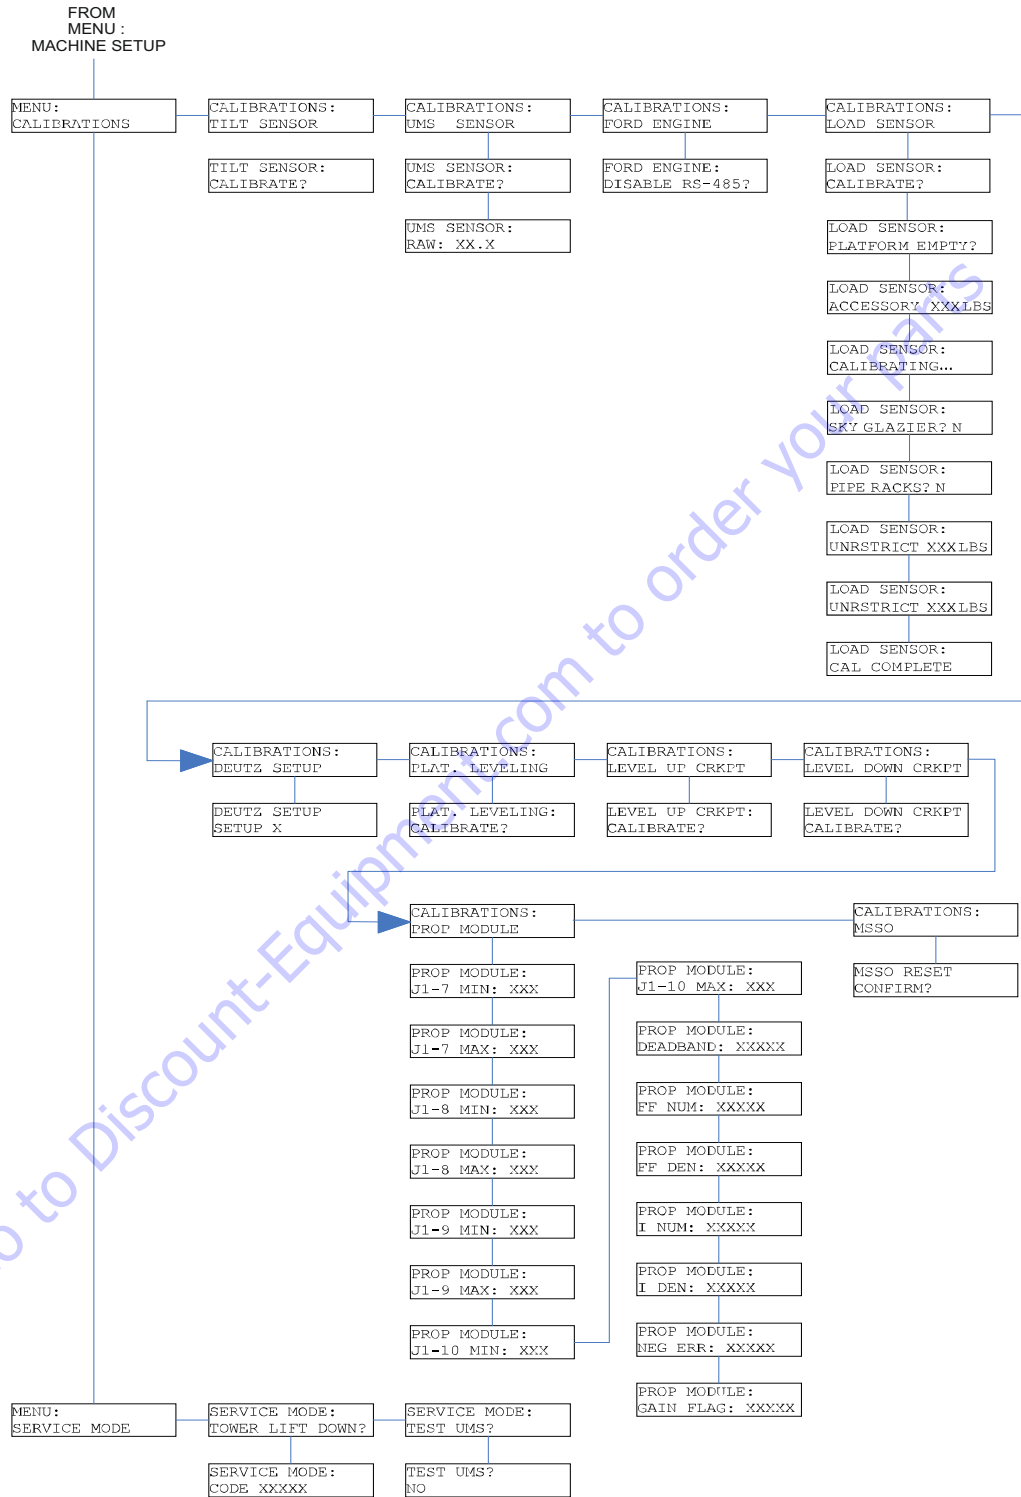 FROM
MENU :
MACHINE SETUP
MENU:
CALIBRATIONS
CALIBRATIONS:
TILT SENSOR
TILT SENSOR:
CALIBRATE?
CALIBRATIONS:
UMS SENSOR
UMS SENSOR:
CALIBRATE?
UMS SENSOR:
RAW: XX.X
CALIBRATIONS:
FORD ENGINE
FORD ENGINE:
DISABLE RS-485?
CALIBRATIONS:
LOAD SENSOR
LOAD SENSOR:
CALIBRATE?
LOAD SENSOR:
PLATFORM EMPTY?
LOAD SENSOR:
ACCESSORY XXXLBS
LOAD SENSOR:
CALIBRATING...
LOAD SENSOR:
SKY GLAZIER? N
LOAD SENSOR:
PIPE RACKS? N
LOAD SENSOR:
UNRSTRICT XXXLBS
LOAD SENSOR:
UNRSTRICT XXXLBS
LOAD SENSOR:
CAL COMPLETE
CALIBRATIONS:
DEUTZ SETUP
DEUTZ SETUP
SETUP X
CALIBRATIONS:
PLAT. LEVELING
PLAT. LEVELING:
CALIBRATE?
CALIBRATIONS:
LEVEL UP CRKPT
LEVEL UP CRKPT:
CALIBRATE?
CALIBRATIONS:
LEVEL DOWN CRKPT
LEVEL DOWN CRKPT
CALIBRATE?
CALIBRATIONS:
PROP MODULE
PROP MODULE:
J1-7 MIN: XXX
PROP MODULE:
J1-7 MAX: XXX
PROP MODULE:
J1-8 MIN: XXX
PROP MODULE:
J1-8 MAX: XXX
PROP MODULE:
J1-9 MIN: XXX
PROP MODULE:
J1-9 MAX: XXX
PROP MODULE:
J1-10 MIN: XXX
PROP MODULE:
J1-10 MAX: XXX
PROP MODULE:
DEADBAND: XXXXX
PROP MODULE:
FF NUM: XXXXX
PROP MODULE:
FF DEN: XXXXX
PROP MODULE:
I NUM: XXXXX
PROP MODULE:
I DEN: XXXXX
PROP MODULE:
NEG ERR: XXXXX
PROP MODULE:
GAIN FLAG: XXXXX
CALIBRATIONS:
MSSO
MSSO RESET
CONFIRM?
MENU:
SERVICE MODE
SERVICE MODE:
TOWER LIFT DOWN?
SERVICE MODE:
CODE XXXXX
SERVICE MODE:
TEST UMS?
TEST UMS?
NO
to Discount-Equipment.com to order your parts